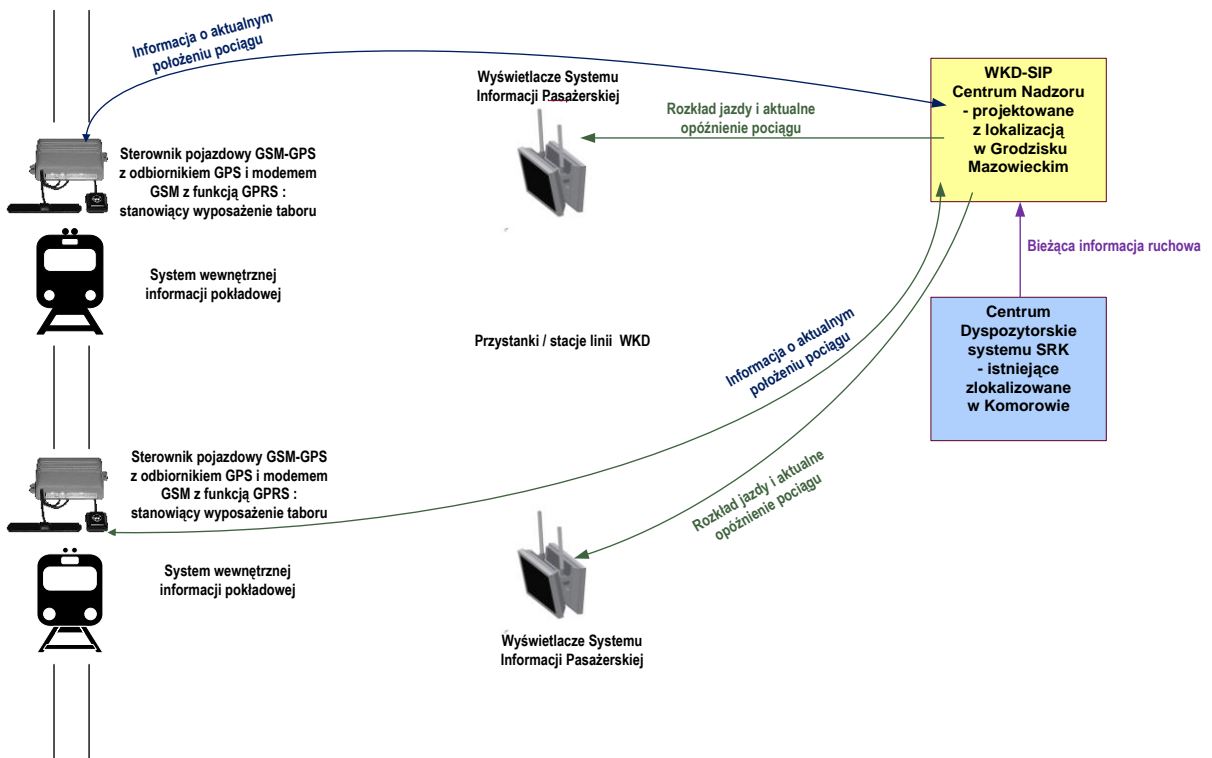 Informacja o aktualnym
położeniu pociągu
Wyświetlacze Systemu
Informacji Pasażerskiej
Rozkład jazdy i aktualne
opóźnienie pociągu
WKD-SIP
Centrum Nadzoru
- projektowane
z lokalizacją
w Grodzisku
Mazowieckim
Sterownik pojazdowy GSM-GPS
z odbiornikiem GPS i modemem
GSM z funkcją GPRS :
stanowiący wyposażenie taboru
System wewnętrznej
informacji pokładowej
Bieżąca informacja ruchowa
Centrum
Dyspozytorskie
systemu SRK
- istniejące
zlokalizowane
w Komorowie
Przystanki / stacje linii WKD
Informacja o aktualnym
położeniu pociągu
Sterownik pojazdowy GSM-GPS
z odbiornikiem GPS i modemem
GSM z funkcją GPRS :
stanowiący wyposażenie taboru
Rozkład jazdy i aktualne
opóźnienie pociągu
System wewnętrznej
informacji pokładowej
Wyświetlacze Systemu
Informacji Pasażerskiej